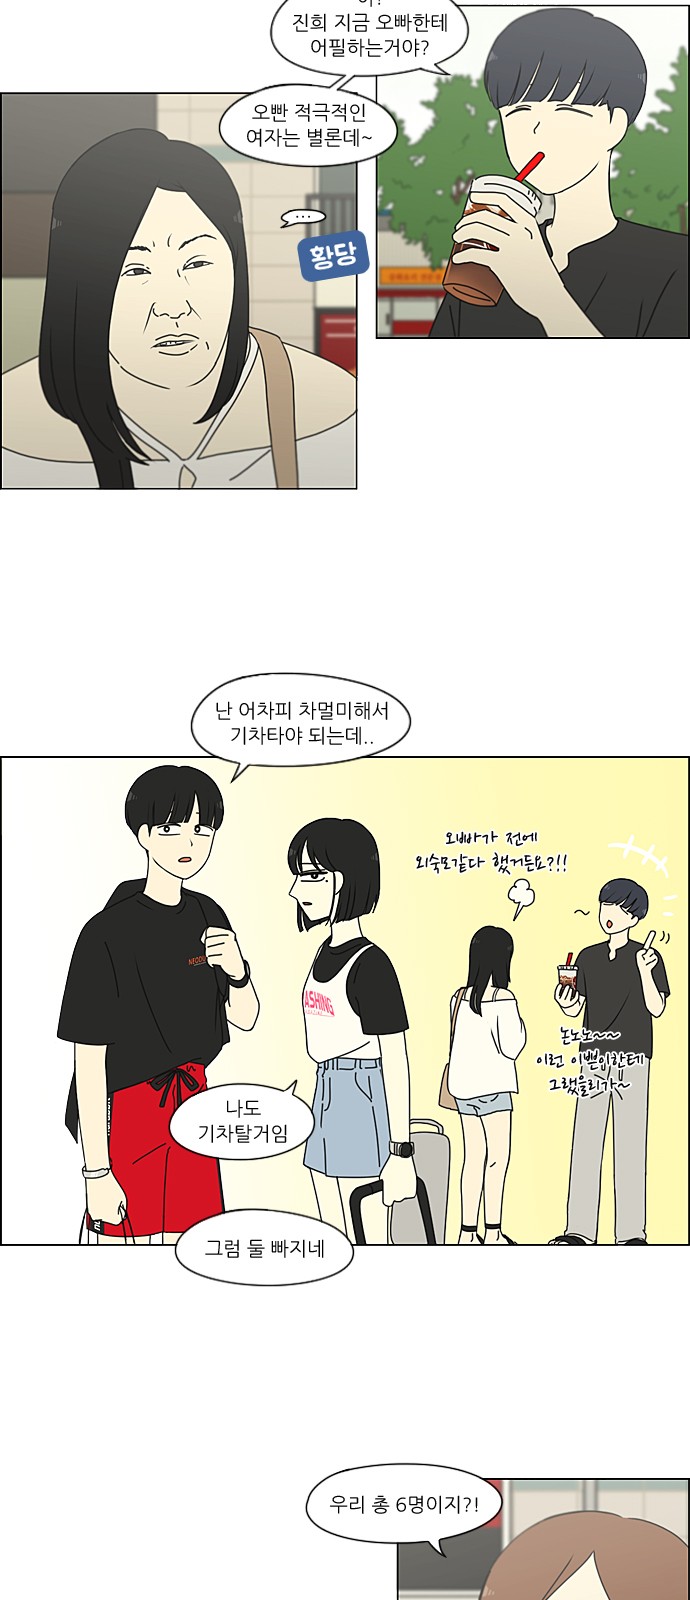 진희 지금 오빠한테
어필하는거야?
오빤 적극적인
여자는 별론데~
...
황당
난 어차피 차멀미해서
기차타야 되는데..
오빠가 전에
외숙모같다 했거든요?!!
논노노~~
이런 이쁜이한테
그랬을리가~
ASHING
나도
기차탈거임
그럼 둘 빠지네
우리 총 6명이지?!